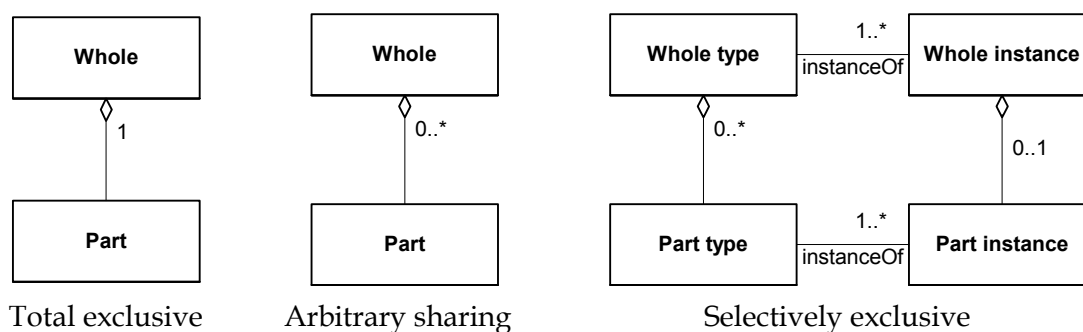 Whole
1
Part
Total exclusive
Whole
0..*
Part
Arbitrary sharing
Whole type
1..*
instanceOf
Whole instance
0..*
0..1
Part type
1..*
instanceOf
Part instance
Selectively exclusive